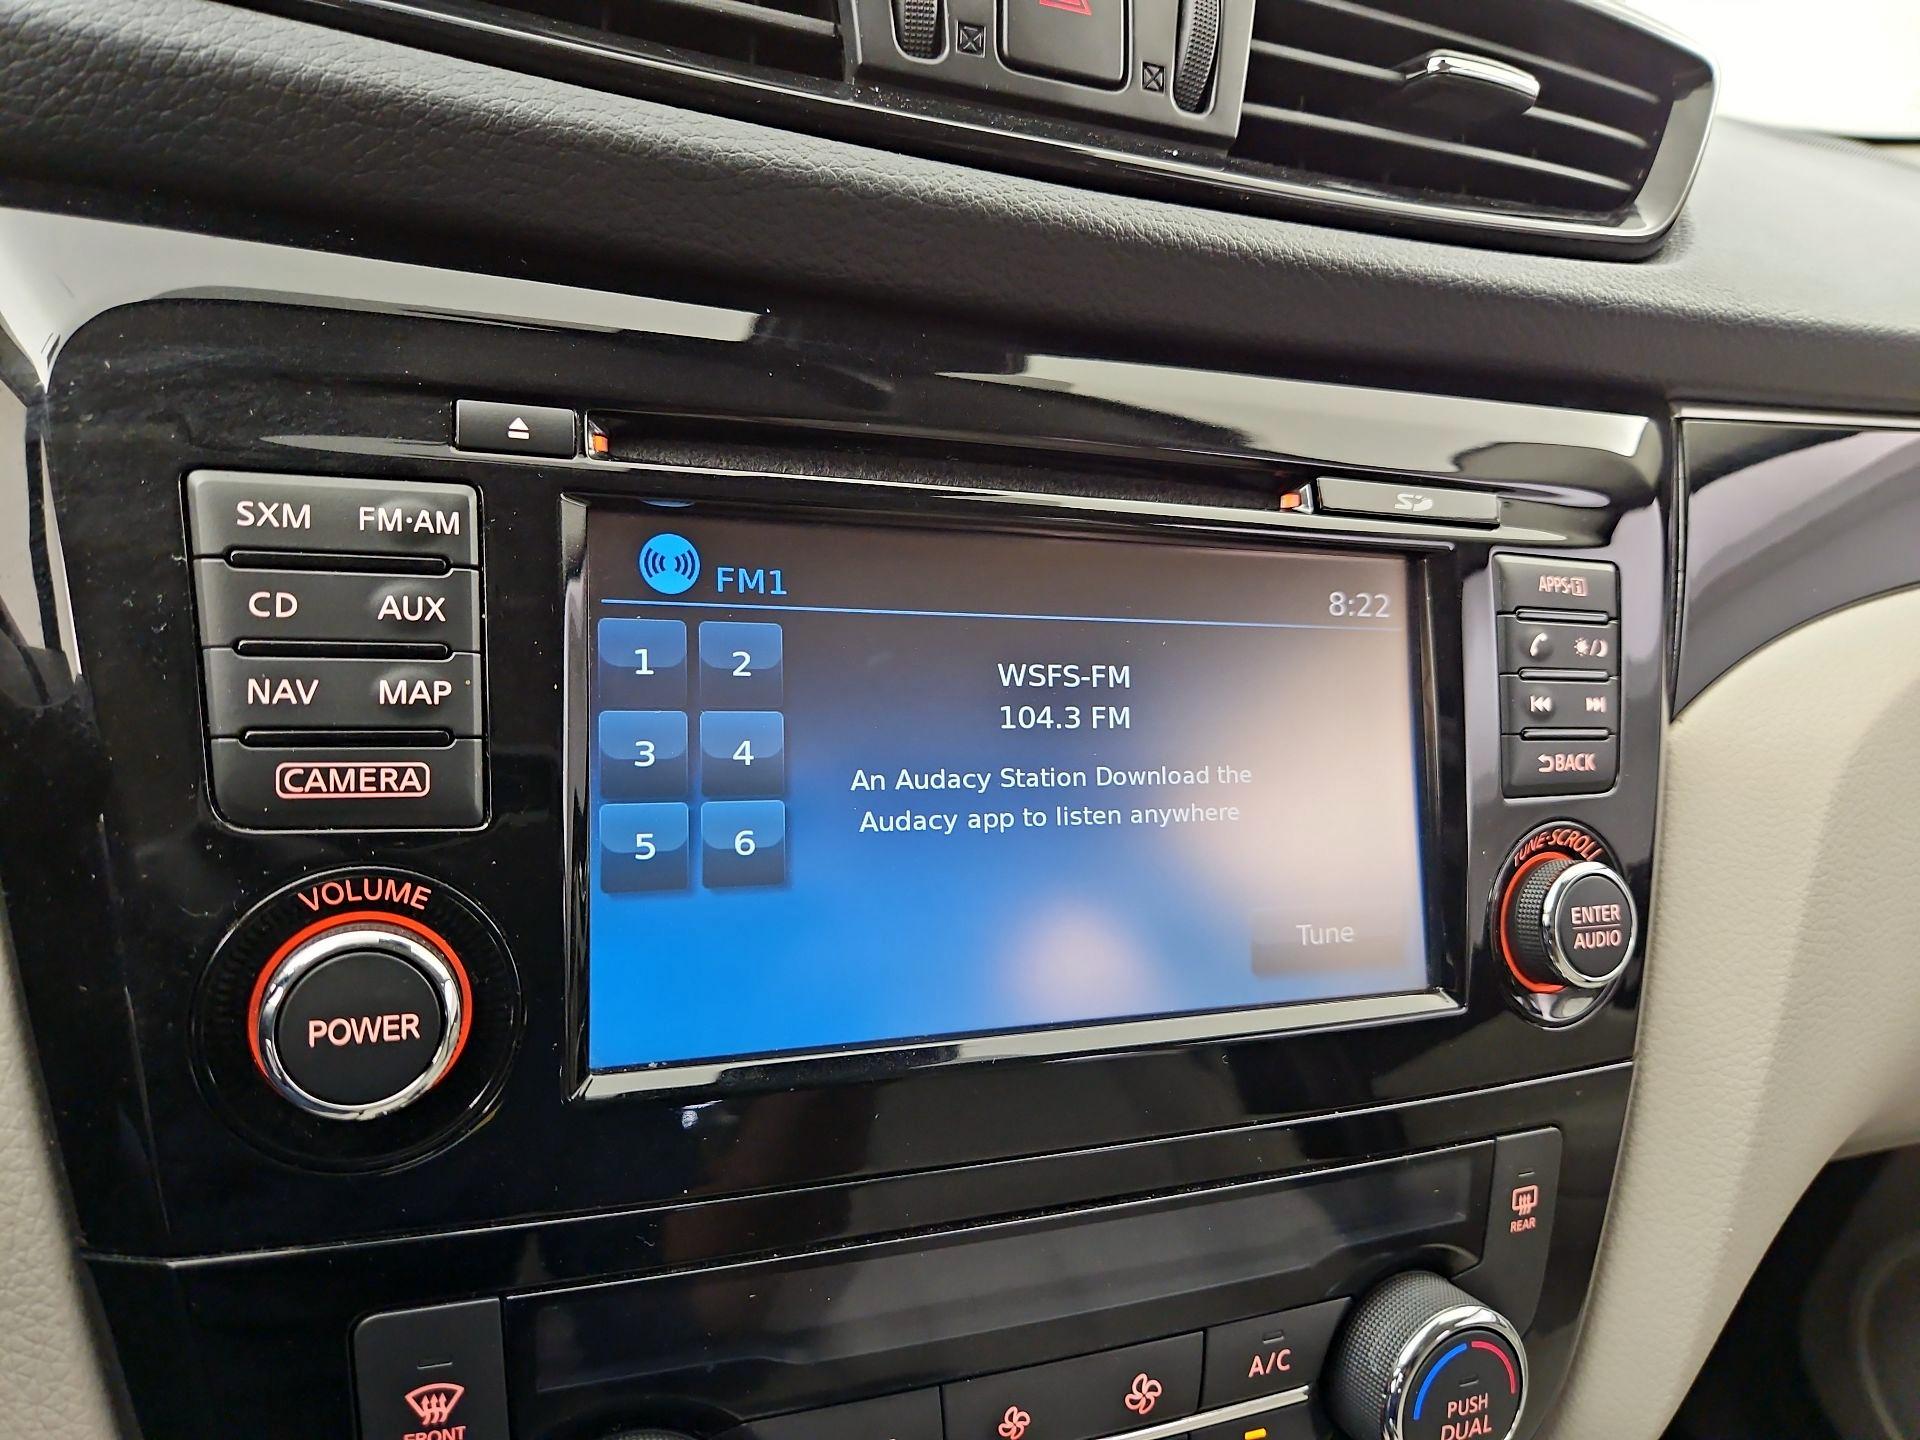 SXM FM·AM
CD AUX
NAV MAP
CAMERA
VOLUME
POWER
SD
FM1
8:22
1 2
3 4
5 6
WSFS-FM
104.3 FM
An Audacy Station Download the
Audacy app to listen anywhere
Tune
APPS·i
BACK
TUNE·SCROLL
ENTER
AUDIO
REAR
FRONT
A/C
PUSH
DUAL